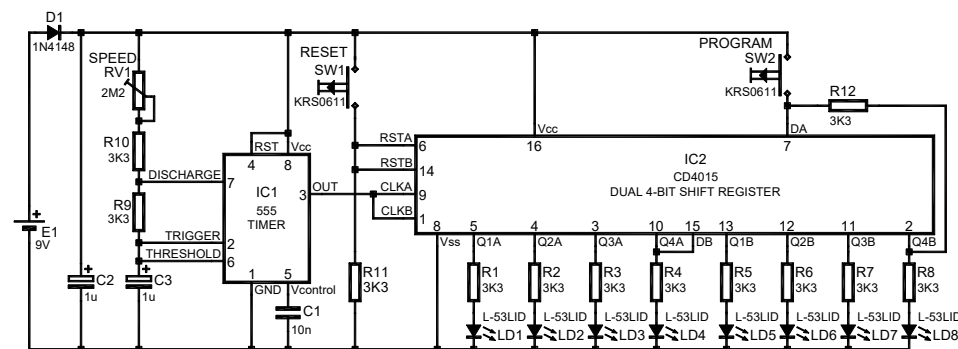 D1
1N4148
SPEED
RV1
2M2
R10
3K3
DISCHARGE
R9
3K3
TRIGGER
THRESHOLD
E1
9V
C2
1u
C3
1u
4
RST
8
Vcc
7
IC1
555
TIMER
3
OUT
2
6
1
5
GND
Vcontrol
C1
10n
RESET
SW1
KRS0611
R11
3K3
RSTA
6
RSTB
14
CLKA
9
CLKB
1
Vcc
16
PROGRAM
SW2
KRS0611
R12
3K3
DA
7
IC2
CD4015
DUAL 4-BIT SHIFT REGISTER
8
5
4
3
10
15
13
12
11
2
Vss
Q1A
Q2A
Q3A
Q4A
DB
Q1B
Q2B
Q3B
Q4B
R1
3K3
R2
3K3
R3
3K3
R4
3K3
R5
3K3
R6
3K3
R7
3K3
R8
3K3
L-53LID
L-53LID
L-53LID
L-53LID
L-53LID
L-53LID
L-53LID
L-53LID
LD1
LD2
LD3
LD4
LD5
LD6
LD7
LD8